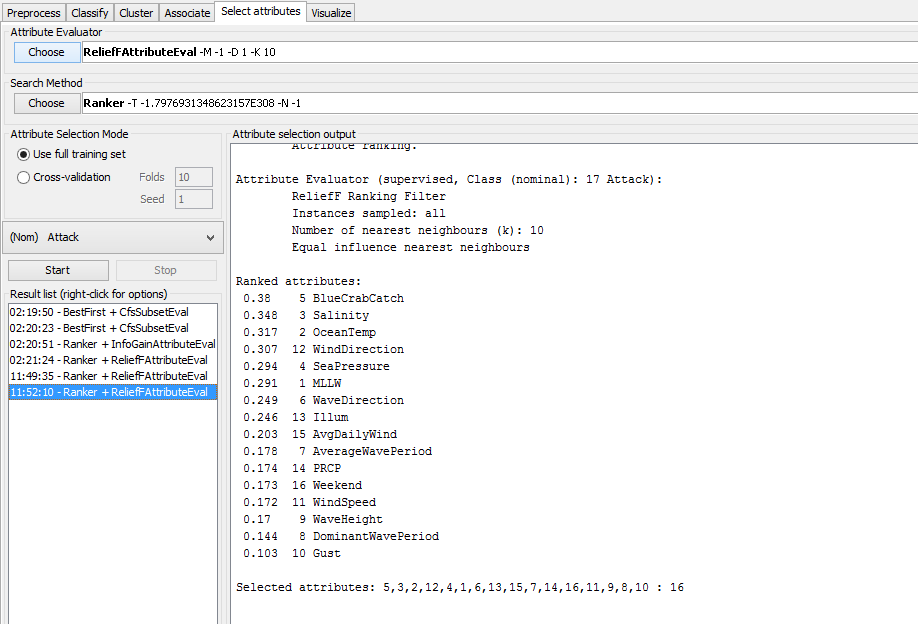 Preprocess Classify Cluster Associate Select attributes Visualize
Attribute Evaluator
Choose ReliefFAttributeEval -M -1 -D 1 -K 10
Search Method
Choose Ranker -T -1.7976931348623157E308 -N -1
Attribute Selection Mode
Use full training set
Cross-validation Folds 10
Seed 1
(Nom) Attack
Start Stop
Result list (right-click for options)
02:19:50 - BestFirst + CfsSubsetEval
02:20:23 - BestFirst + CfsSubsetEval
02:20:51 - Ranker + InfoGainAttributeEval
02:21:24 - Ranker + ReliefFAttributeEval
11:49:35 - Ranker + ReliefFAttributeEval
11:52:10 - Ranker + ReliefFAttributeEval
Attribute selection output
Attribute ranking.
Attribute Evaluator (supervised, Class (nominal): 17 Attack):
ReliefF Ranking Filter
Instances sampled: all
Number of nearest neighbours (k): 10
Equal influence nearest neighbours
Ranked attributes:
0.38 5 BlueCrabCatch
0.348 3 Salinity
0.317 2 OceanTemp
0.307 12 WindDirection
0.294 4 SeaPressure
0.291 1 MLLW
0.249 6 WaveDirection
0.246 13 Illum
0.203 15 AvgDailyWind
0.178 7 AverageWavePeriod
0.174 14 PRCP
0.173 16 Weekend
0.172 11 WindSpeed
0.17 9 WaveHeight
0.144 8 DominantWavePeriod
0.103 10 Gust
Selected attributes: 5,3,2,12,4,1,6,13,15,7,14,16,11,9,8,10 : 16